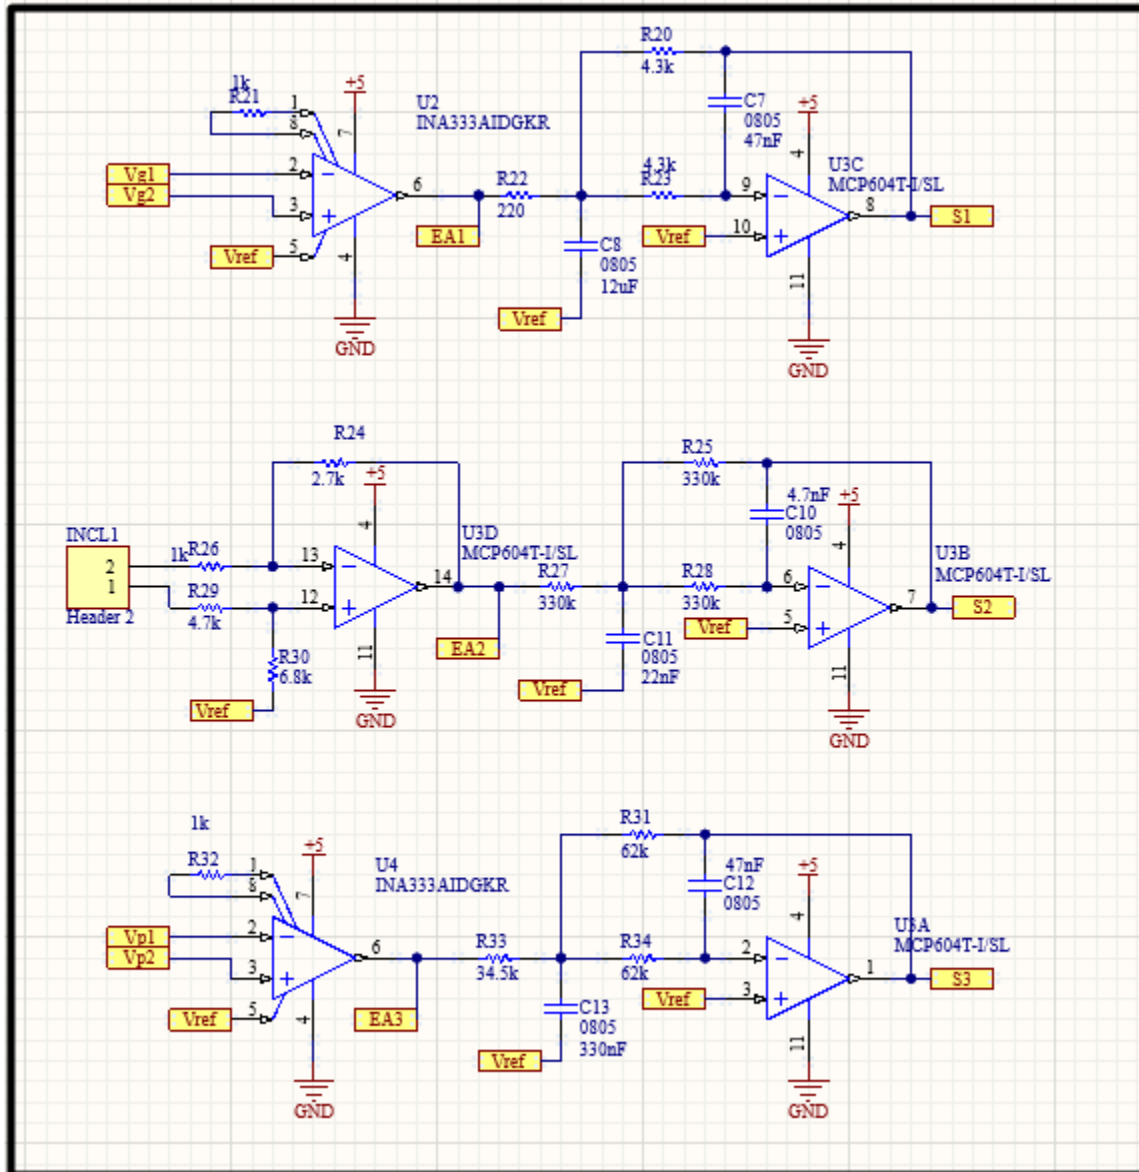 R20
4.3k
1k
R21
1
8
+5
7
U2
INA333AIDGKR
C7
0805
47nF
+5
4
Vg1
2
Vg2
3
6
R22
220
4.3k
R23
9
U3C
MCP604T-I/SL
8
S1
EA1
C8
0805
12uF
Vref
10
Vref
5
4
11
Vref
GND
GND
R24
2.7k
+5
4
R25
330k
4.7nF
C10
0805
+5
4
INCL1
2
1
Header 2
1k
R26
13
R29
4.7k
12
U3D
MCP604T-I/SL
14
R27
330k
R28
330k
6
U3B
MCP604T-I/SL
7
S2
Vref
5
R30
6.8k
11
EA2
C11
0805
22nF
Vref
Vref
11
GND
GND
1k
R32
1
8
+5
7
U4
INA333AIDGKR
R31
62k
47nF
C12
0805
+5
4
Vp1
2
Vp2
3
6
R33
34.5k
R34
62k
2
U3A
MCP604T-I/SL
1
S3
Vref
5
4
EA3
C13
0805
330nF
Vref
3
Vref
11
GND
GND